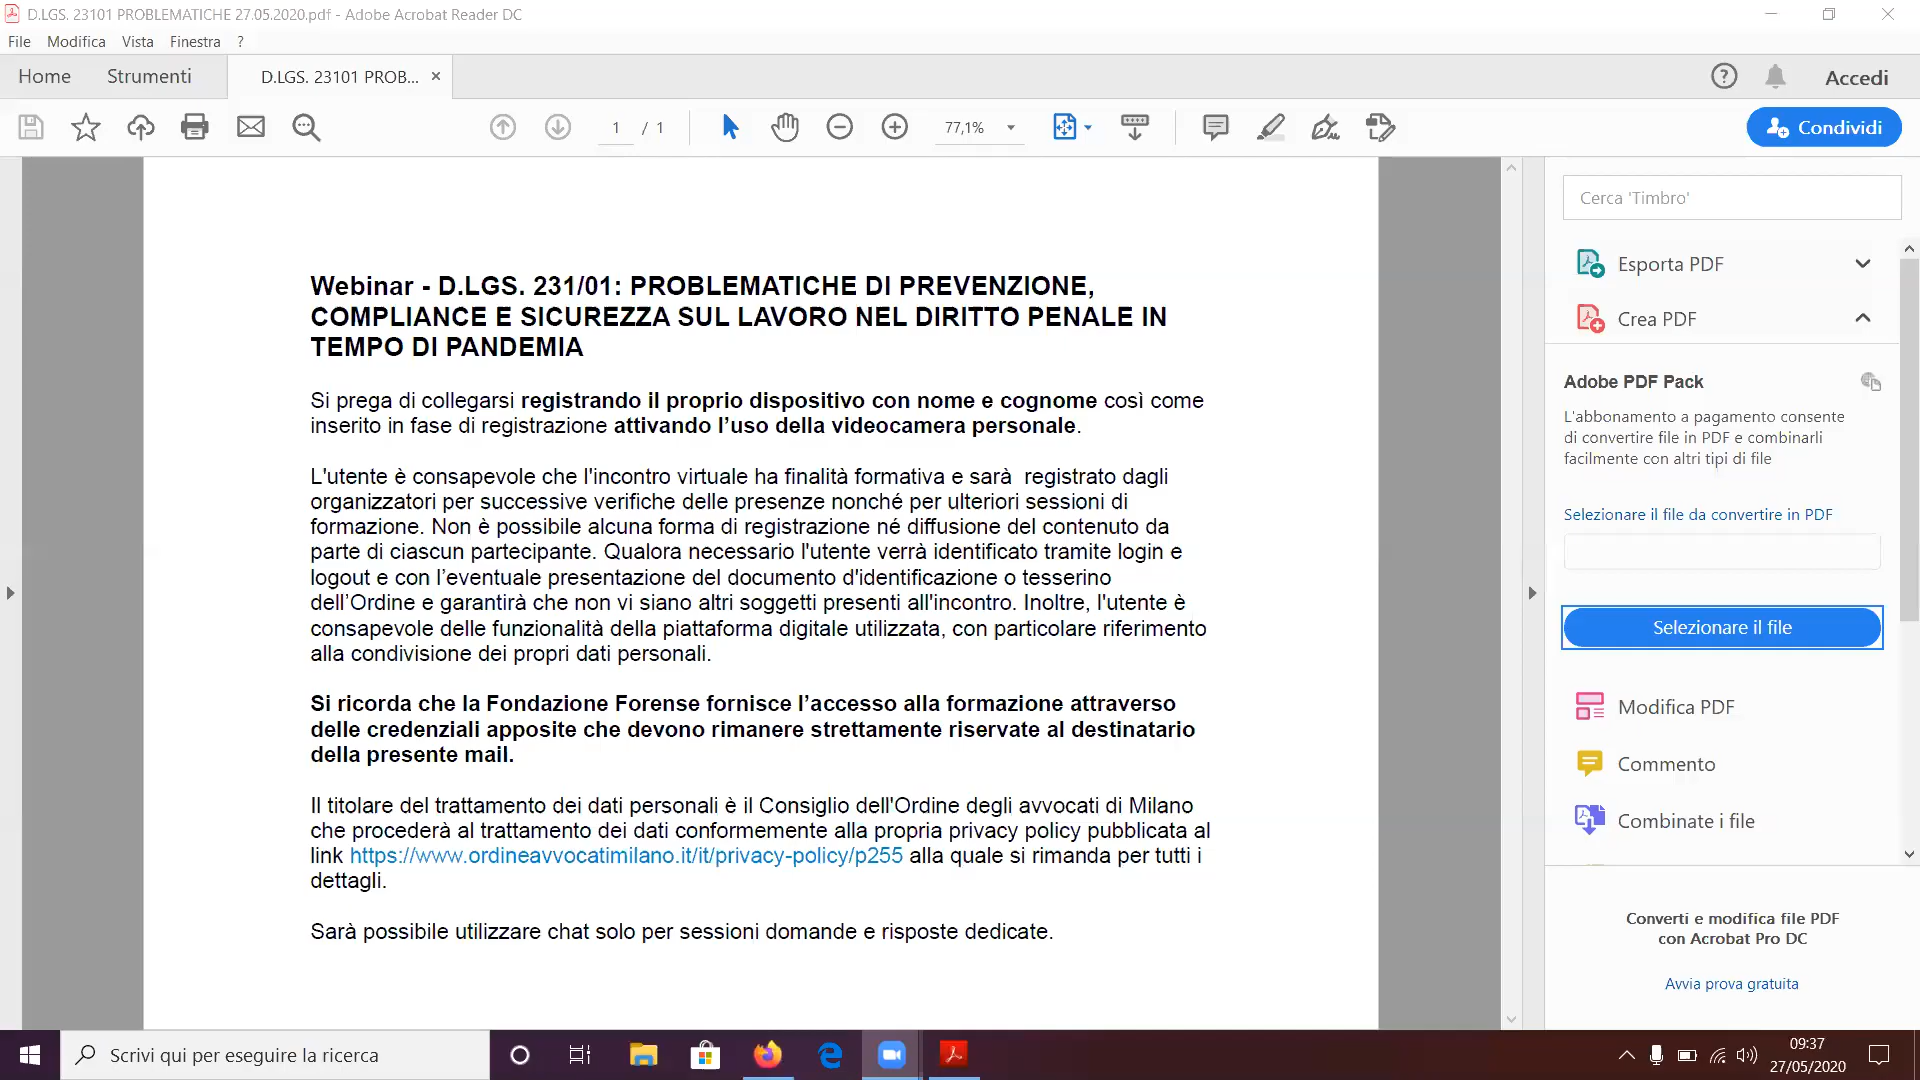 D.LGS. 23101 PROBLEMATICHE 27.05.2020.pdf - Adobe Acrobat Reader DC
File Modifica Vista Finestra ?
Home Strumenti D.LGS. 23101 PROB... × Accedi
1 / 1 77,1% Condividi
Cerca 'Timbro'
Esporta PDF
Crea PDF
Adobe PDF Pack
L'abbonamento a pagamento consente
di convertire file in PDF e combinarli
facilmente con altri tipi di file
Selezionare il file da convertire in PDF
Selezionare il file
Modifica PDF
Commento
Combinate i file
Converti e modifica file PDF
con Acrobat Pro DC
Avvia prova gratuita
Webinar - D.LGS. 231/01: PROBLEMATICHE DI PREVENZIONE,
COMPLIANCE E SICUREZZA SUL LAVORO NEL DIRITTO PENALE IN
TEMPO DI PANDEMIA
Si prega di collegarsi registrando il proprio dispositivo con nome e cognome così come
inserito in fase di registrazione attivando l’uso della videocamera personale.
L'utente è consapevole che l'incontro virtuale ha finalità formativa e sarà registrato dagli
organizzatori per successive verifiche delle presenze nonché per ulteriori sessioni di
formazione. Non è possibile alcuna forma di registrazione né diffusione del contenuto da
parte di ciascun partecipante. Qualora necessario l'utente verrà identificato tramite login e
logout e con l’eventuale presentazione del documento d'identificazione o tesserino
dell’Ordine e garantirà che non vi siano altri soggetti presenti all'incontro. Inoltre, l'utente è
consapevole delle funzionalità della piattaforma digitale utilizzata, con particolare riferimento
alla condivisione dei propri dati personali.
Si ricorda che la Fondazione Forense fornisce l’accesso alla formazione attraverso
delle credenziali apposite che devono rimanere strettamente riservate al destinatario
della presente mail.
Il titolare del trattamento dei dati personali è il Consiglio dell'Ordine degli avvocati di Milano
che procederà al trattamento dei dati conformemente alla propria privacy policy pubblicata al
link https://www.ordineavvocatimilano.it/it/privacy-policy/p255 alla quale si rimanda per tutti i
dettagli.
Sarà possibile utilizzare chat solo per sessioni domande e risposte dedicate.
Scrivi qui per eseguire la ricerca
09:37
27/05/2020